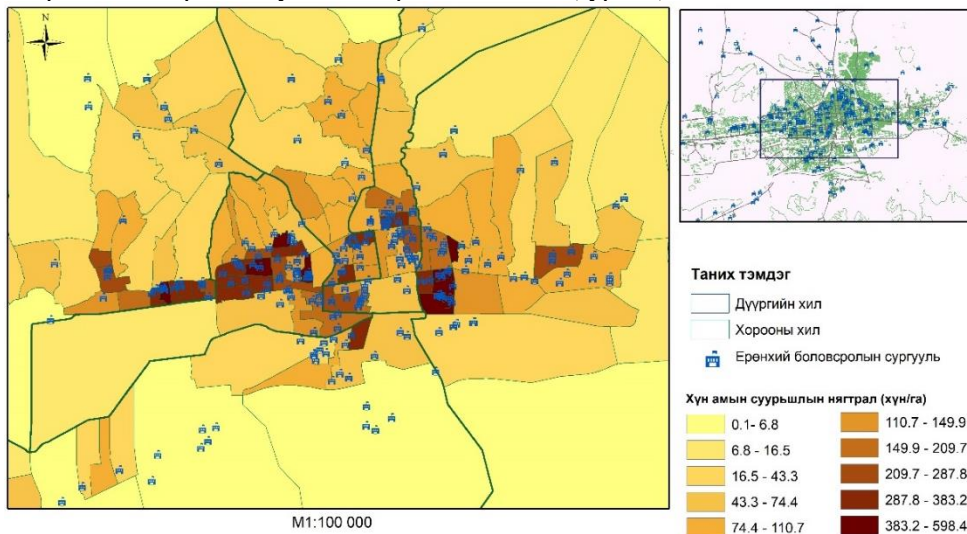 N
M1:100 000
Таних тэмдэг
Дүүргийн хил
Хорооны хил
Ерөнхий боловсролын сургууль
Хүн амын суурьшлын нягтрал (хүн/га)
0.1- 6.8
6.8 - 16.5
16.5 - 43.3
43.3 - 74.4
74.4 - 110.7
110.7 - 149.9
149.9 - 209.7
209.7 - 287.8
287.8 - 383.2
383.2 - 598.4